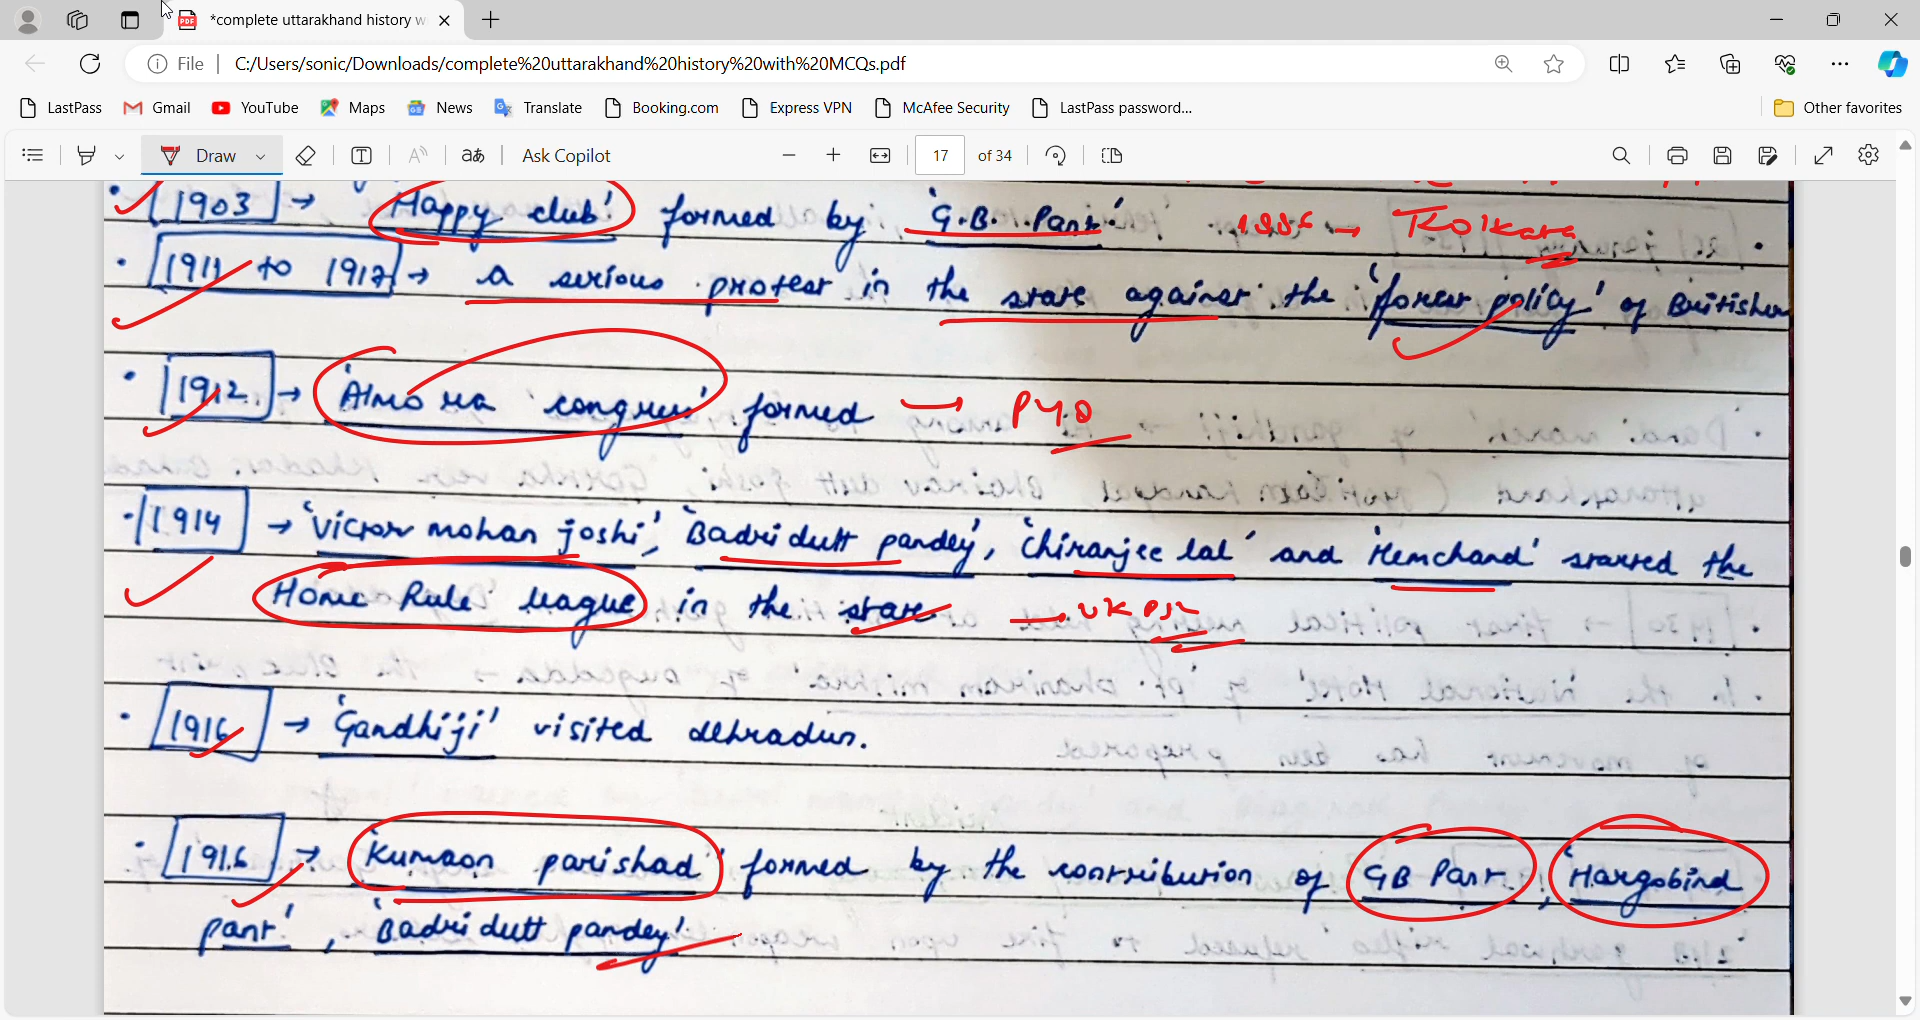 *complete uttarakhand history w
File | C:/Users/sonic/Downloads/complete%20uttarakhand%20history%20with%20MCQs.pdf
LastPass Gmail YouTube Maps News Translate Booking.com Express VPN McAfee Security LastPass password... Other favorites
Draw Ask Copilot 17 of 34
• 1903 → 'Happy club' formed by 'G.B. Pant' 1886 → Kolkata
• 1911 to 1917 → a serious protest in the state against the 'forest policy' of Britisher
• 1912 → 'Almora congress' formed → PYQ
• 1914 → 'Victor mohan joshi', 'Badri dutt pandey', 'chiranjee lal' and 'Hemchand' started the
'Home Rule' league in the state → UKPSC
• 1916 → 'Gandhiji' visited dehradun.
• 1916 → 'Kumaon parishad' formed by the contribution of GB Pant, 'Hargobind
pant', 'Badri dutt pandey'